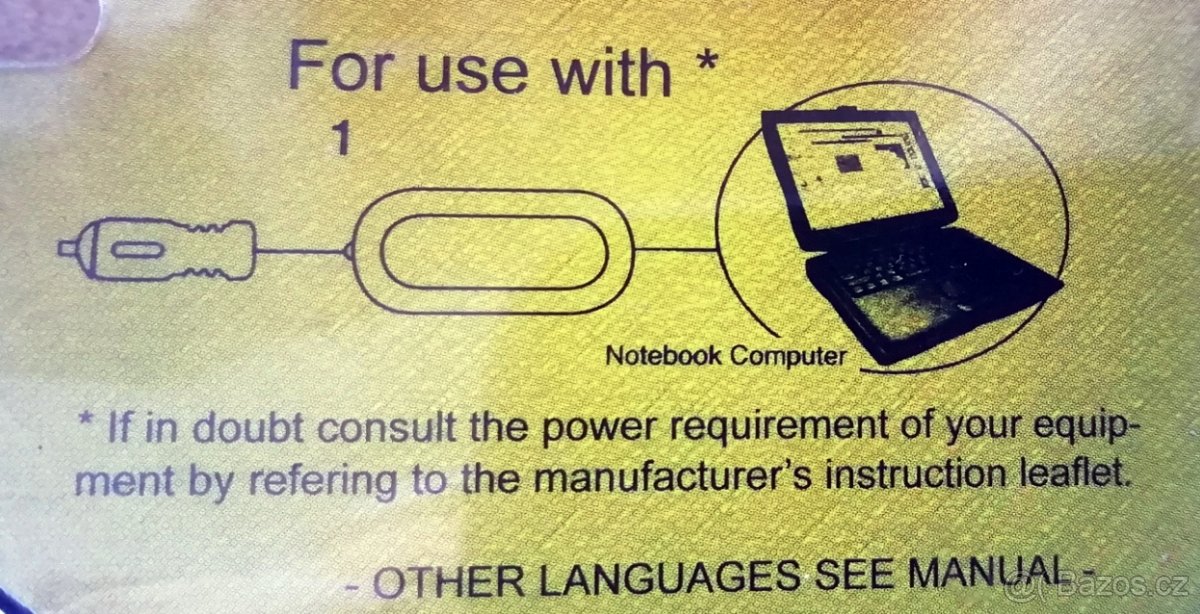 For use with *
1
Notebook Computer
* If in doubt consult the power requirement of your equip-
ment by refering to the manufacturer's instruction leaflet.
- OTHER LANGUAGES SEE MANUAL -
Bazos.cz